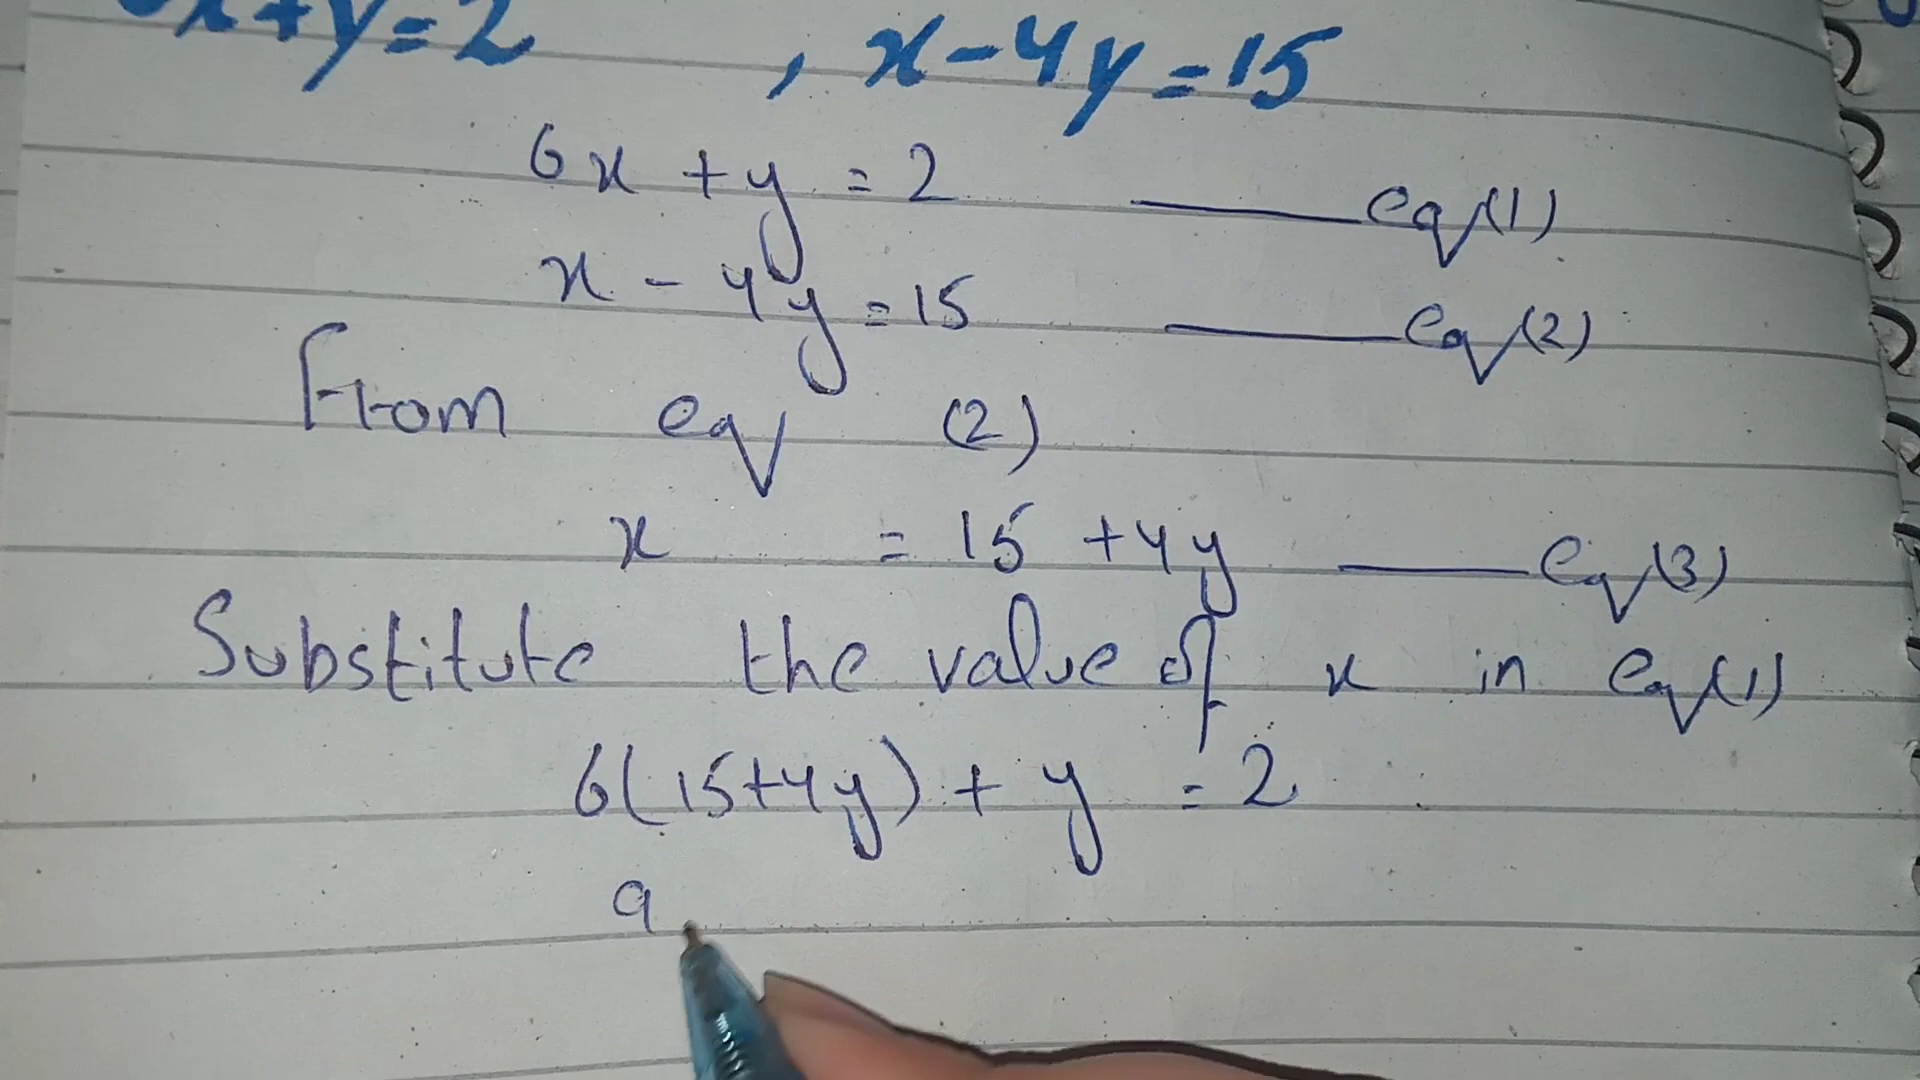 x+y=2 , x-4y=15
6x +y = 2 —— eq(1)
x - 4y = 15 —— eq(2)
From eq (2)
x = 15 +4y —— eq(3)
Substitute the value of x in eq(1)
6(15+4y) + y = 2
9